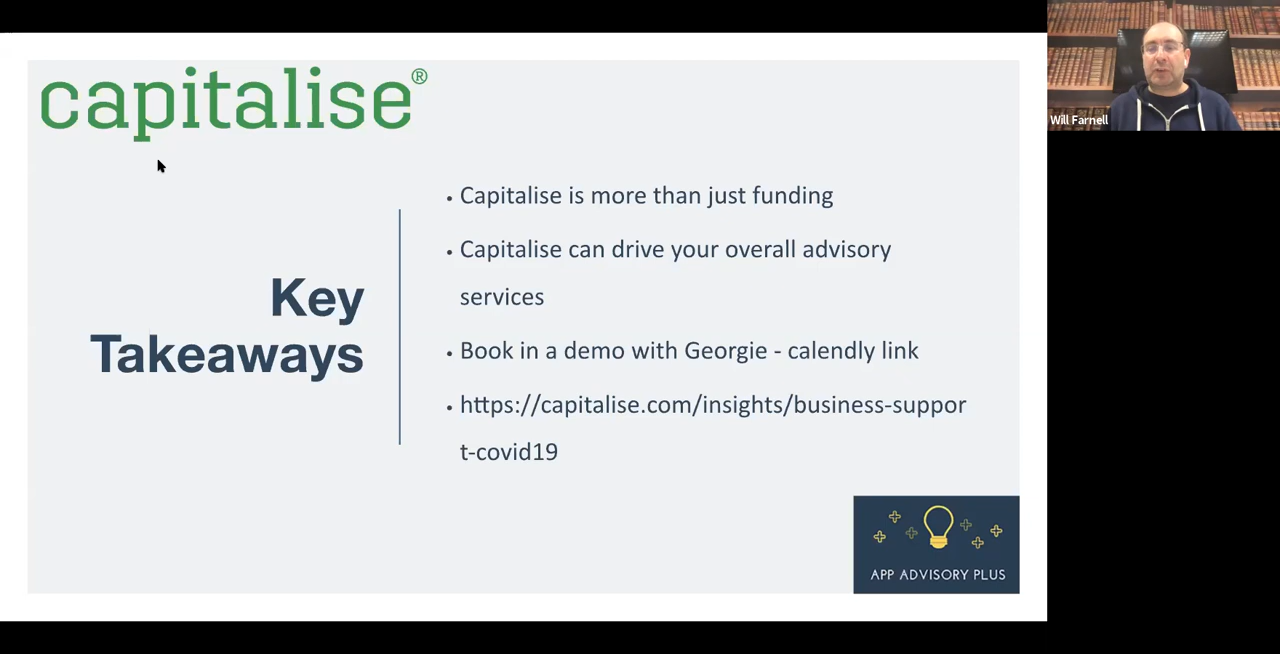 capitalise®
Will Farnell
Key
Takeaways
• Capitalise is more than just funding
• Capitalise can drive your overall advisory
services
• Book in a demo with Georgie - calendly link
• https://capitalise.com/insights/business-suppor
t-covid19
APP ADVISORY PLUS